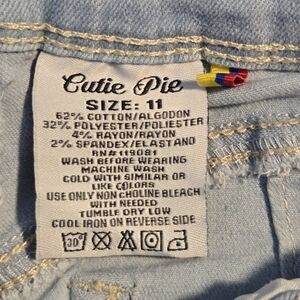 Cutie Pie
SIZE: 11
62% COTTON/ALGODON
32% POLYESTER/POLIESTER
4% RAYON/RAYON
2% SPANDEX/ELASTANO
RN#119081
WASH BEFORE WEARING
MACHINE WASH
COLD WITH SIMILAR OR
LIKE COLORS
USE ONLY NON CHOLINE BLEACH
WITH NEEDED
TUMBLE DRY LOW
COOL IRON ON REVERSE SIDE
30°